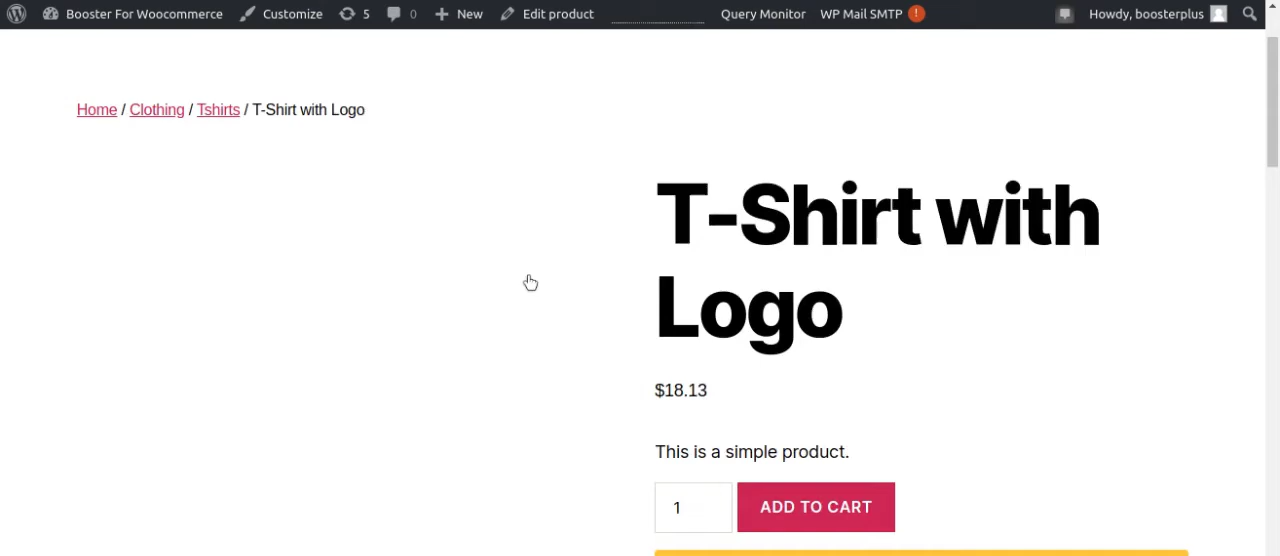 Booster For Woocommerce Customize 5 0 New Edit product Query Monitor WP Mail SMTP ! Howdy, boosterplus
Home / Clothing / Tshirts / T-Shirt with Logo
T-Shirt with
Logo
$18.13
This is a simple product.
1 ADD TO CART